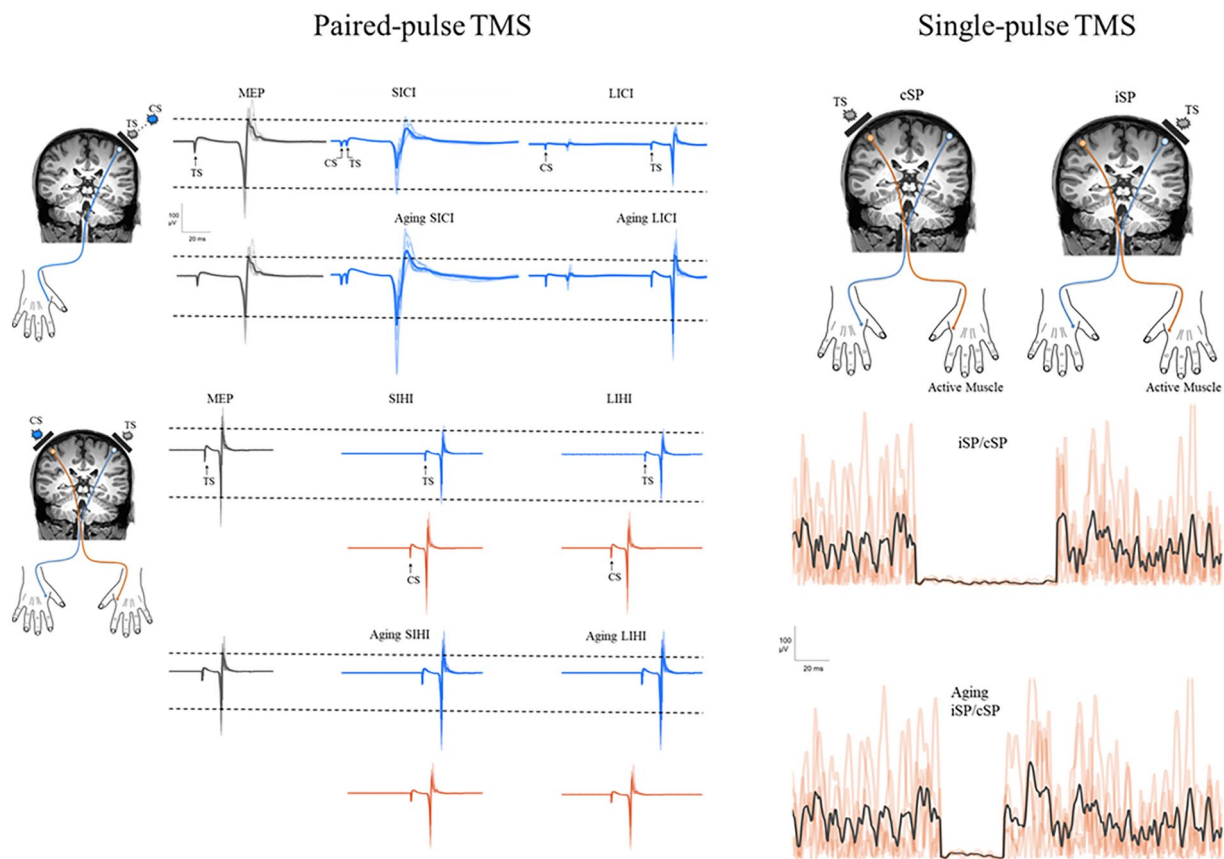 Paired-pulse TMS
Single-pulse TMS
CS
TS
MEP
SICI
LICI
TS
CS
TS
CS
TS
100
µV
20 ms
Aging SICI
Aging LICI
TS
cSP
iSP
TS
Active Muscle
Active Muscle
CS
TS
MEP
SIHI
LIHI
TS
TS
TS
CS
CS
MEP
Aging SIHI
Aging LIHI
iSP/cSP
100
µV
20 ms
Aging
iSP/cSP